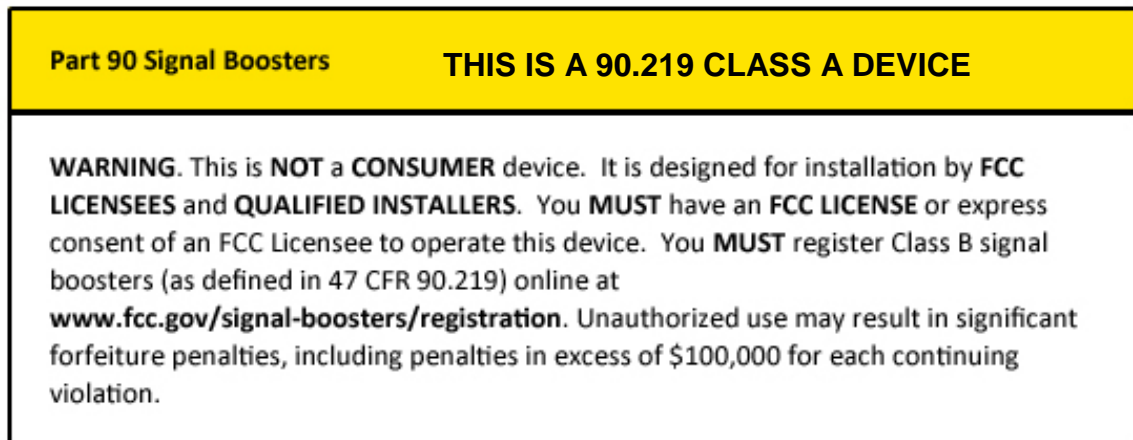 Part 90 Signal Boosters THIS IS A 90.219 CLASS A DEVICE
WARNING. This is NOT a CONSUMER device. It is designed for installation by FCC
LICENSEES and QUALIFIED INSTALLERS. You MUST have an FCC LICENSE or express
consent of an FCC Licensee to operate this device. You MUST register Class B signal
boosters (as defined in 47 CFR 90.219) online at
www.fcc.gov/signal-boosters/registration. Unauthorized use may result in significant
forfeiture penalties, including penalties in excess of $100,000 for each continuing
violation.